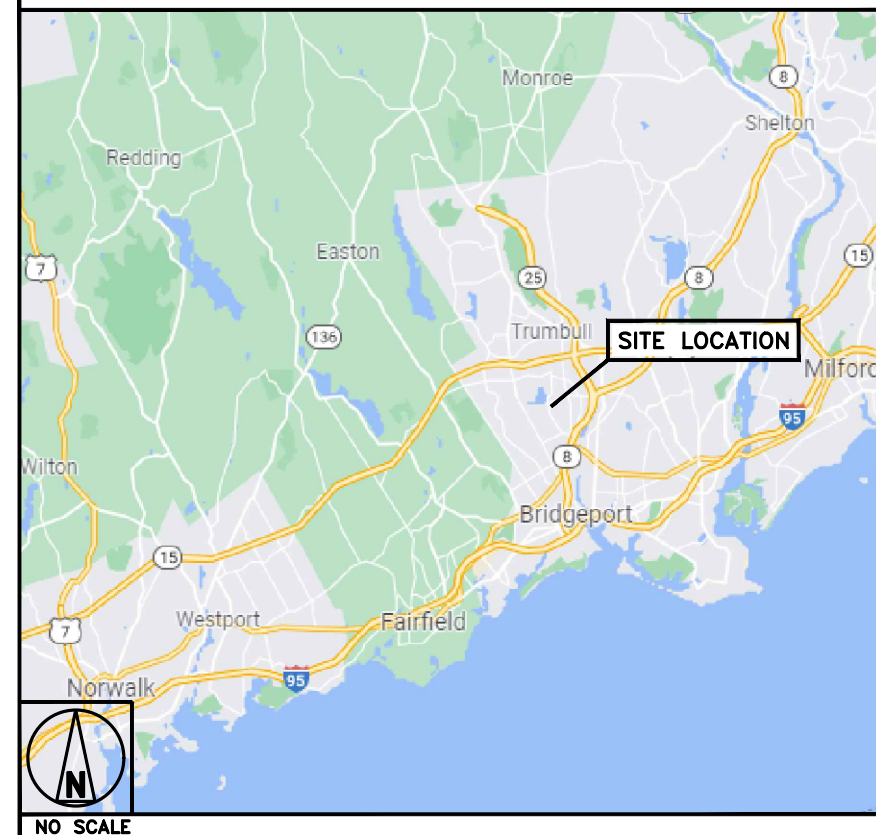 Monroe
8
Shelton
Redding
Easton
15
7
25
8
136
Trumbull
SITE LOCATION
Milford
95
Wilton
8
Bridgeport
15
Westport
Fairfield
7
95
Norwalk
N
NO SCALE